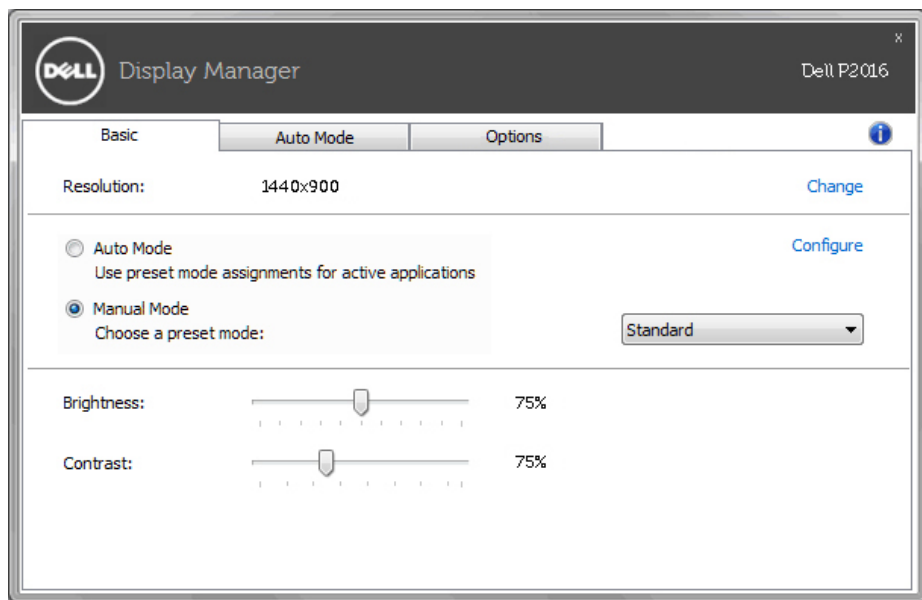 x
DELL Display Manager Dell P2016
Basic Auto Mode Options
Resolution: 1440x900 Change
Auto Mode Configure
Use preset mode assignments for active applications
Manual Mode
Choose a preset mode: Standard
Brightness: 75%
Contrast: 75%